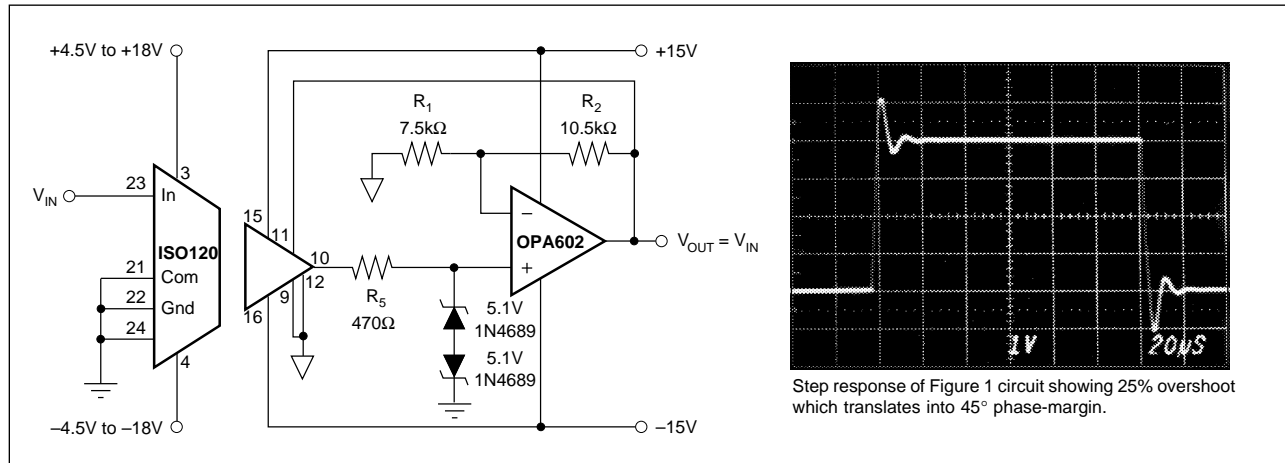 +4.5V to +18V
+15V
R1
7.5kΩ
R2
10.5kΩ
3
23
VIN
In
ISO120
21
Com
22
Gnd
24
4
–4.5V to –18V
15
11
10
12
9
16
R5
470Ω
–
OPA602
+
VOUT = VIN
5.1V
1N4689
5.1V
1N4689
–15V
1V
20µS
Step response of Figure 1 circuit showing 25% overshoot
which translates into 45° phase-margin.